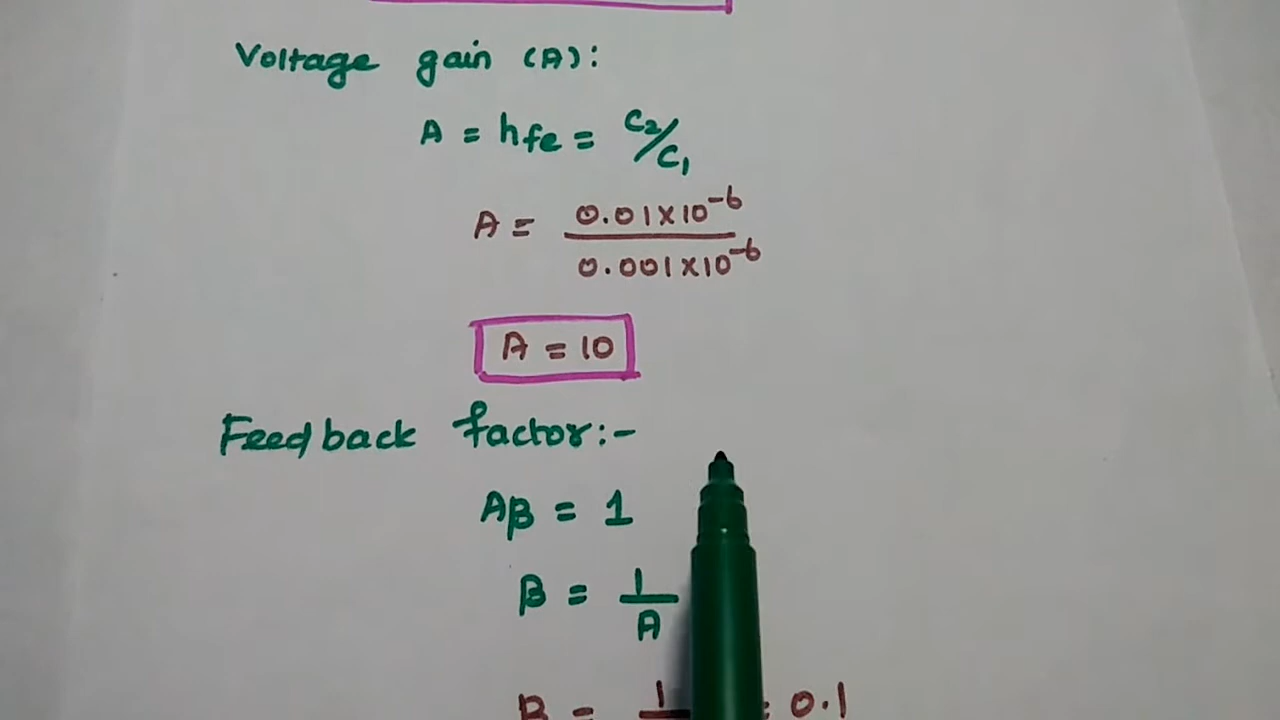 Voltage gain (A):
A = hfe = C2/C1
A = 0.01×10^-6 / 0.001×10^-6
A = 10
Feedback factor:-
Aβ = 1
β = 1/A
β = 1 : 0.1